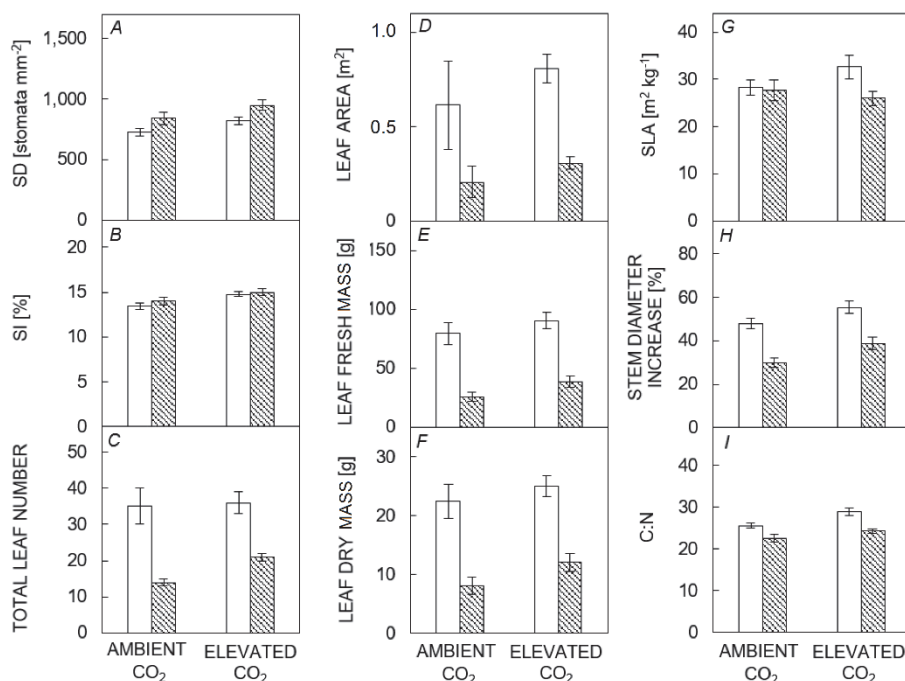 A
SD [stomata mm-2]
1,500
1,000
500
0
B
SI [%]
20
15
10
5
0
C
TOTAL LEAF NUMBER
50
40
30
20
10
0
AMBIENT
CO2
ELEVATED
CO2
D
LEAF AREA [m2]
1.0
0.5
0
E
LEAF FRESH MASS [g]
150
100
50
0
F
LEAF DRY MASS [g]
30
20
10
0
AMBIENT
CO2
ELEVATED
CO2
G
SLA [m2 kg-1]
40
30
20
10
0
H
STEM DIAMETER
INCREASE [%]
80
60
40
20
0
I
C:N
40
30
20
10
0
AMBIENT
CO2
ELEVATED
CO2